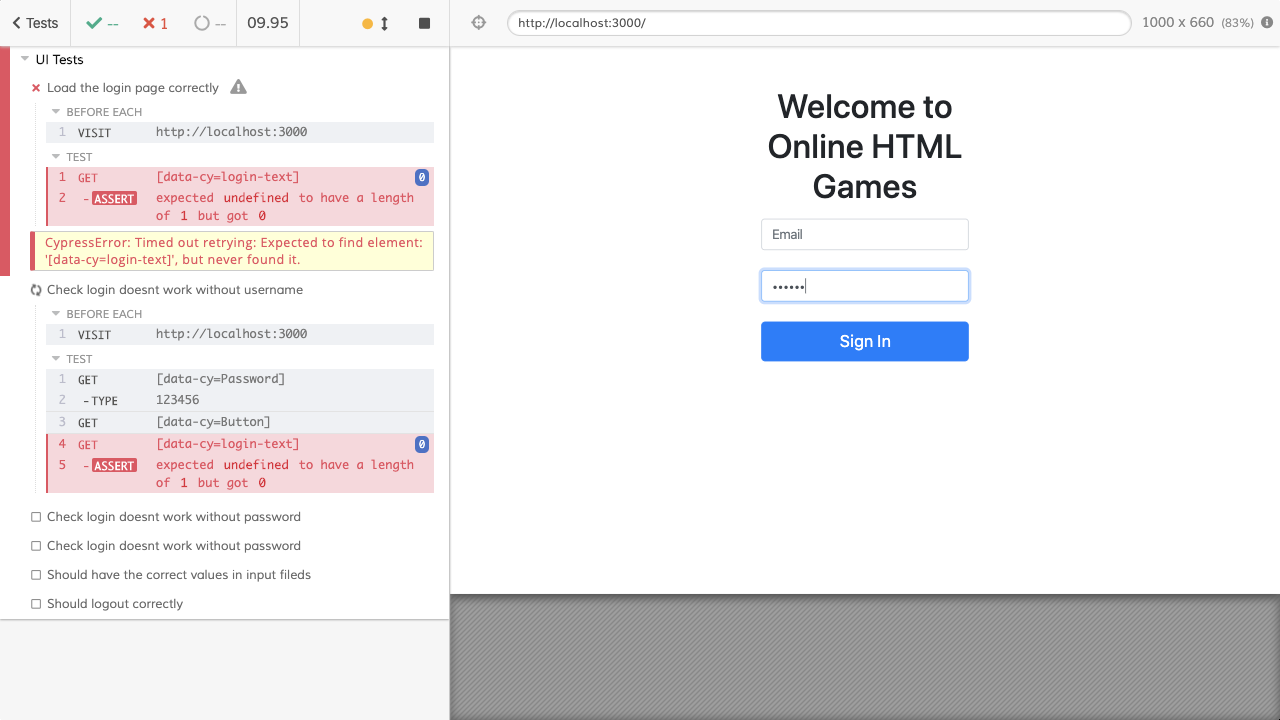 Tests
--
1
--
09.95
http://localhost:3000/
1000 x 660 (83%)
UI Tests
Load the login page correctly
BEFORE EACH
1 VISIT http://localhost:3000
TEST
1 GET [data-cy=login-text] 0
2 - ASSERT expected undefined to have a length
of 1 but got 0
CypressError: Timed out retrying: Expected to find element:
'[data-cy=login-text]', but never found it.
Check login doesnt work without username
BEFORE EACH
1 VISIT http://localhost:3000
TEST
1 GET [data-cy=Password]
2 - TYPE 123456
3 GET [data-cy=Button]
4 GET [data-cy=login-text] 0
5 - ASSERT expected undefined to have a length
of 1 but got 0
Check login doesnt work without password
Check login doesnt work without password
Should have the correct values in input fileds
Should logout correctly
Welcome to
Online HTML
Games
Email
••••••
Sign In